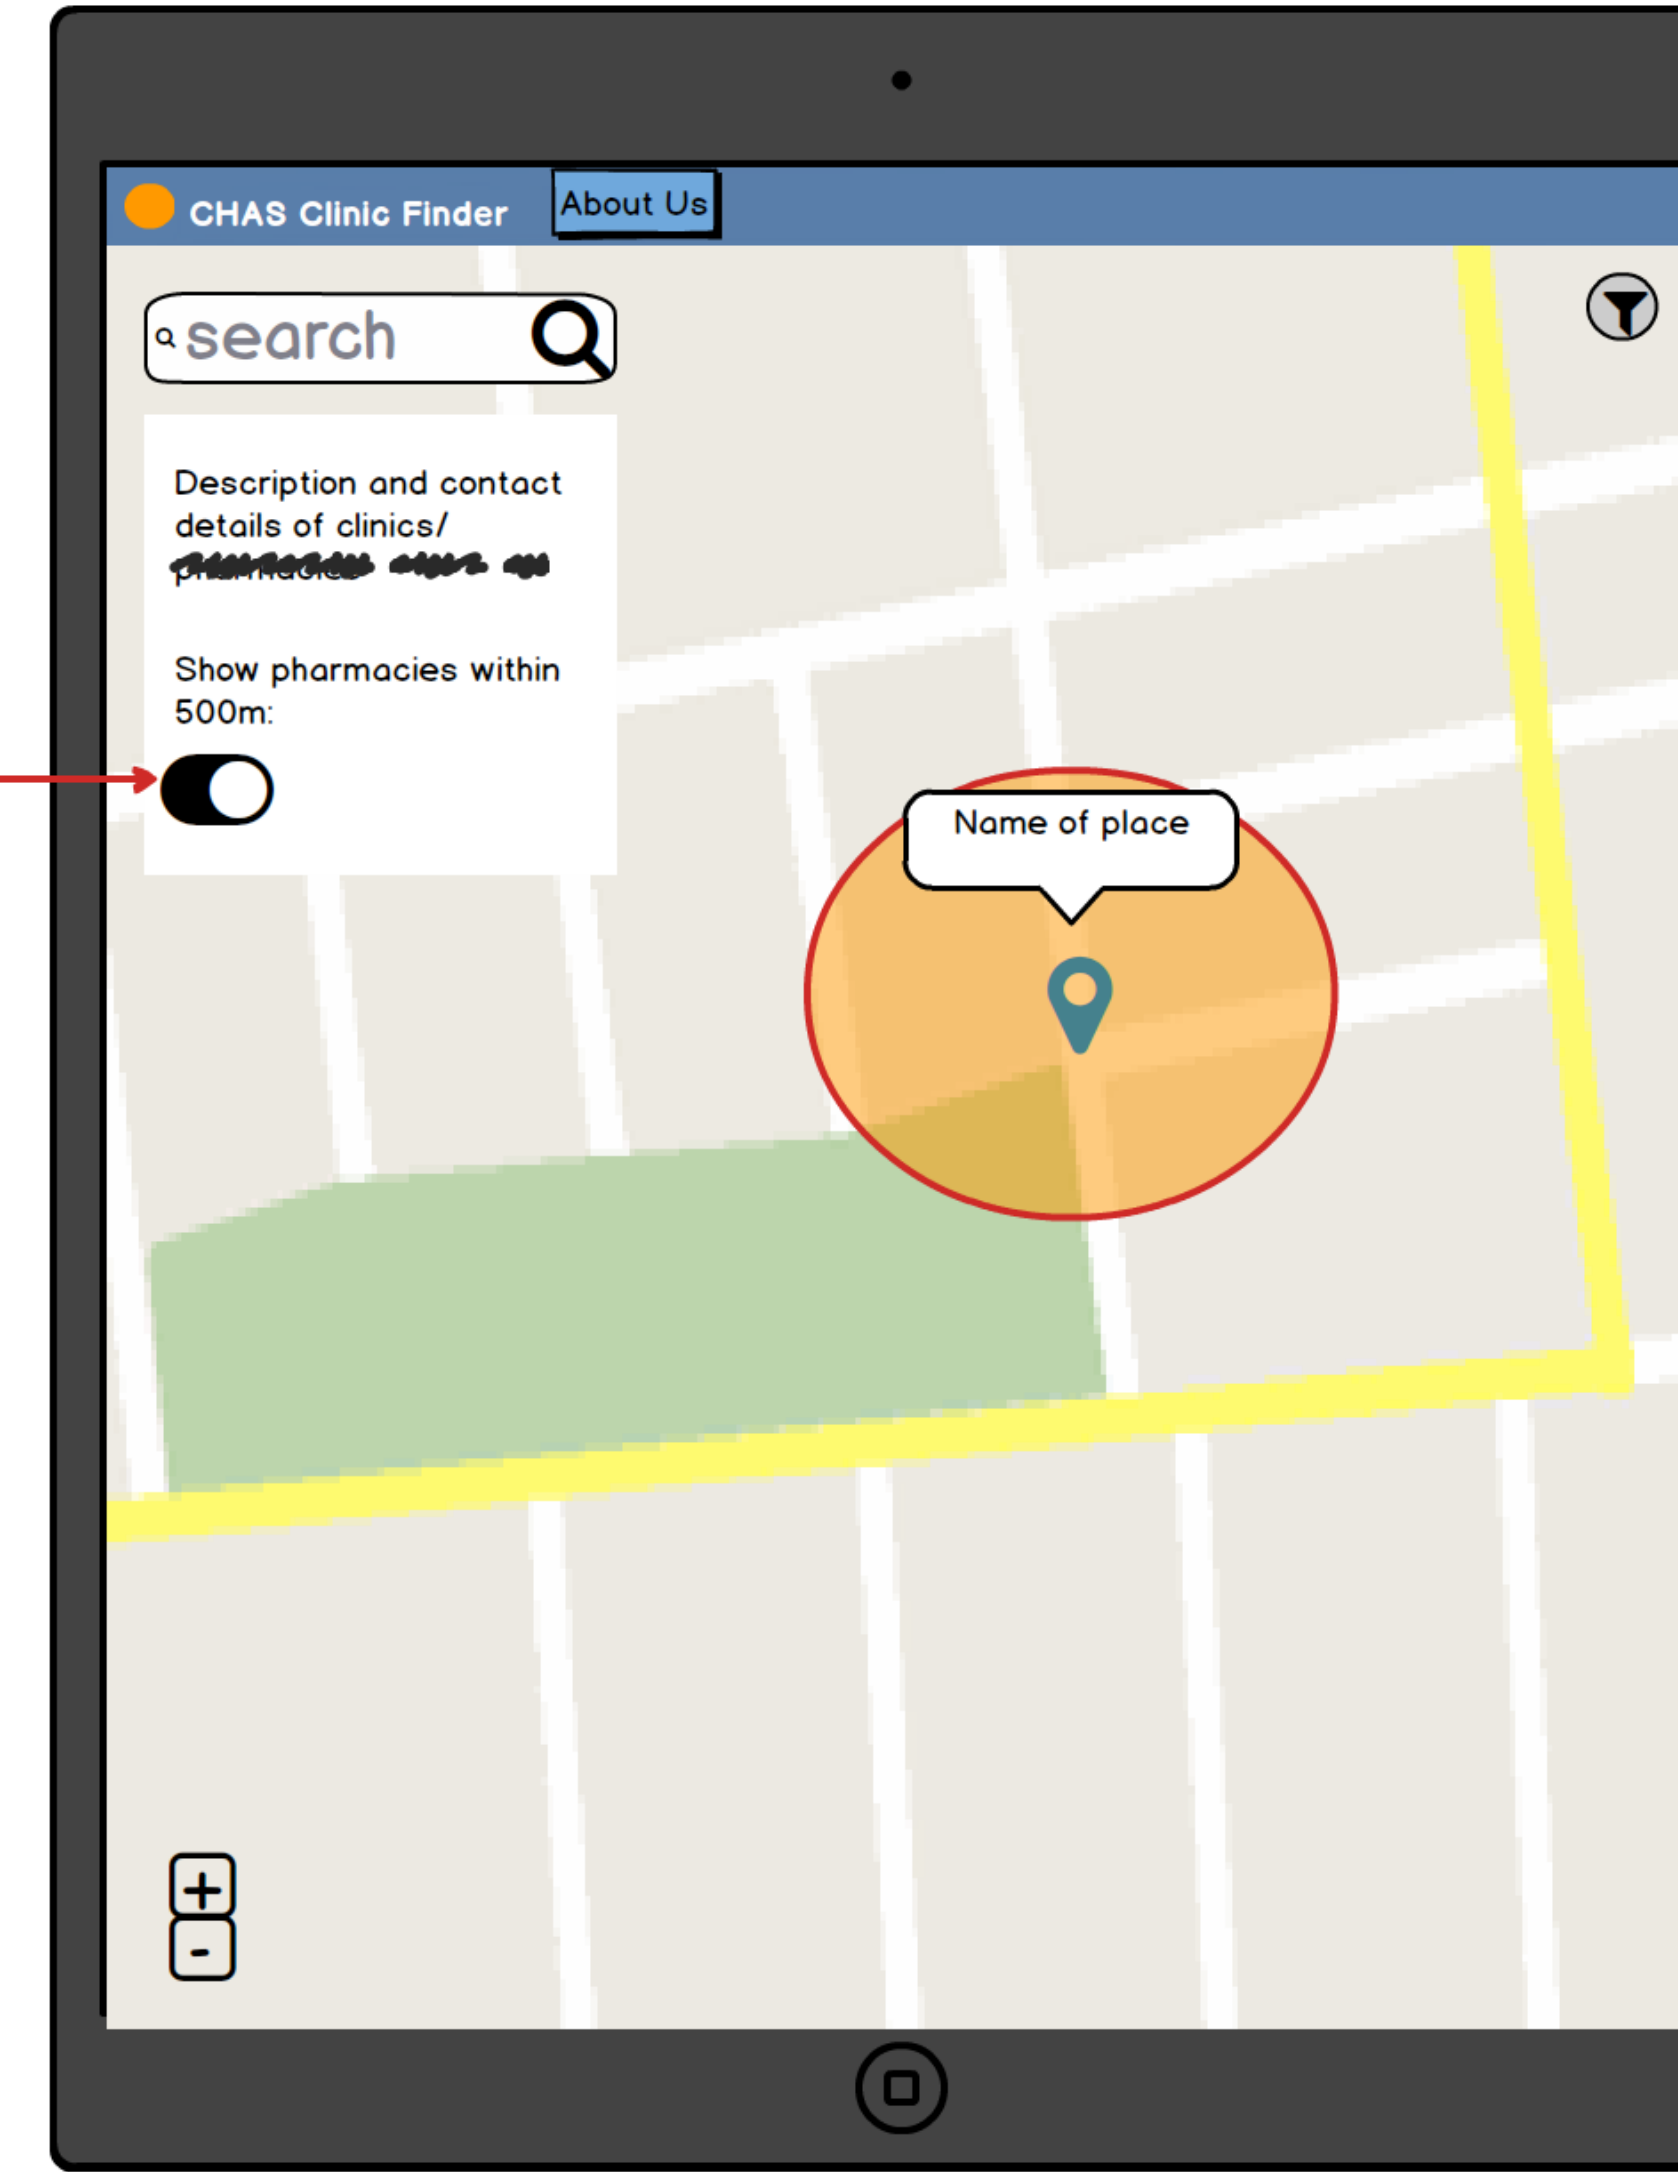 CHAS Clinic Finder
About Us
search
Description and contact
details of clinics/
pharmacies
Show pharmacies within
500m:
Name of place
+
-